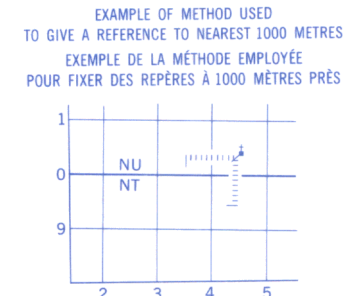 EXAMPLE OF METHOD USED
TO GIVE A REFERENCE TO NEAREST 1000 METRES
EXEMPLE DE LA MÉTHODE EMPLOYÉE
POUR FIXER DES REPÈRES À 1000 MÈTRES PRÈS
1
NU
0
NT
9
2 3 4 5